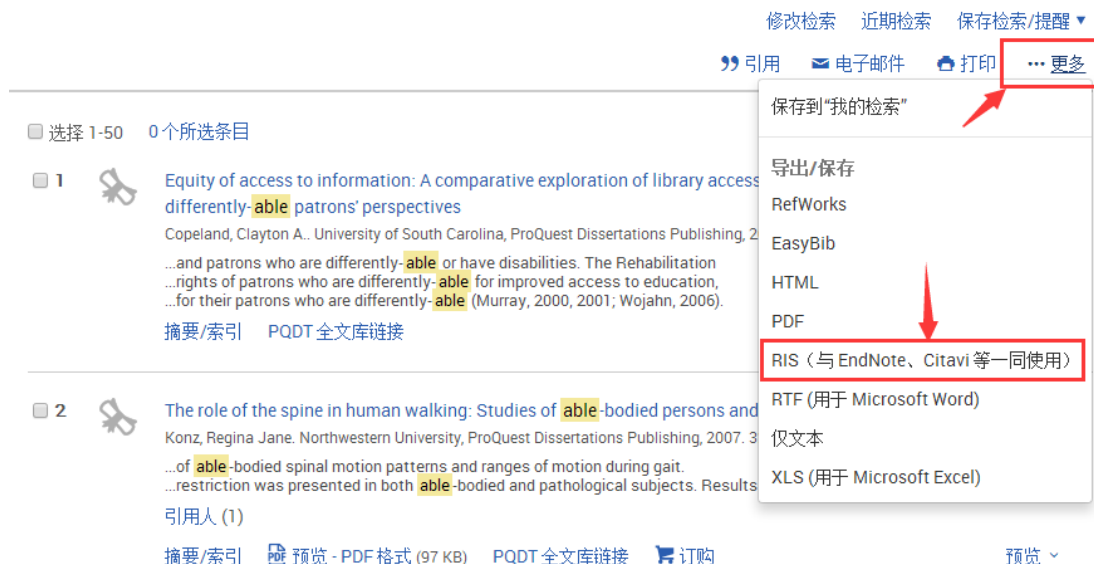 修改检索 近期检索 保存检索/提醒
引用 电子邮件 打印 ... 更多
保存到“我的检索”
导出/保存
RefWorks
EasyBib
HTML
PDF
RIS（与 EndNote、Citavi 等一同使用）
RTF (用于 Microsoft Word)
仅文本
XLS (用于 Microsoft Excel)
选择 1-50 0 个所选条目
1 Equity of access to information: A comparative exploration of library access
differently-able patrons' perspectives
Copeland, Clayton A.. University of South Carolina, ProQuest Dissertations Publishing, 2
...and patrons who are differently-able or have disabilities. The Rehabilitation
...rights of patrons who are differently-able for improved access to education,
...for their patrons who are differently-able (Murray, 2000, 2001; Wojahn, 2006).
摘要/索引 PQDT 全文库链接
2 The role of the spine in human walking: Studies of able-bodied persons and
Konz, Regina Jane. Northwestern University, ProQuest Dissertations Publishing, 2007. 3
...of able-bodied spinal motion patterns and ranges of motion during gait.
...restriction was presented in both able-bodied and pathological subjects. Results
引用人 (1)
摘要/索引 PDF 预览 - PDF 格式 (97 KB) PQDT 全文库链接 订购 预览